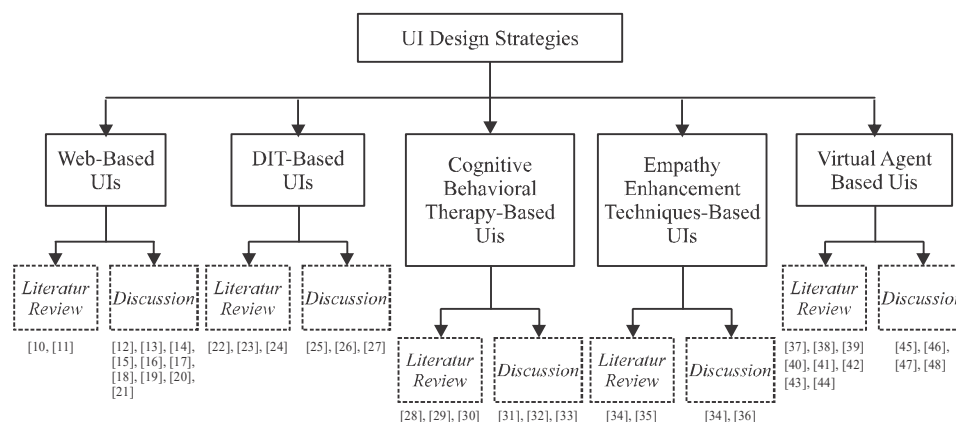 UI Design Strategies
Web-Based
UIs
DIT-Based
UIs
Cognitive
Behavioral
Therapy-Based
Uis
Empathy
Enhancement
Techniques-Based
UIs
Virtual Agent
Based Uis
Literatur
Review
Discussion
Literatur
Review
Discussion
Literatur
Review
Discussion
[10, [11]
[12], [13], [14],
[15], [16], [17],
[18], [19], [20],
[21]
[22], [23], [24]
[25], [26], [27]
[37], [38], [39]
[40], [41], [42]
[43], [44]
[45], [46],
[47], [48]
Literatur
Review
Discussion
Literatur
Review
Discussion
[28], [29], [30]
[31], [32], [33]
[34], [35]
[34], [36]